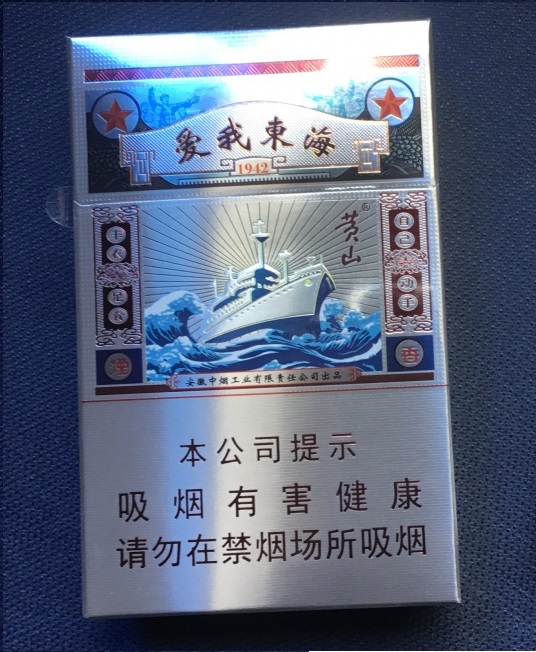 愛我東海
1942
黄山®
自己动手
丰衣足食
香
煙
安徽中烟工业有限责任公司出品
本公司提示
吸烟有害健康
请勿在禁烟场所吸烟